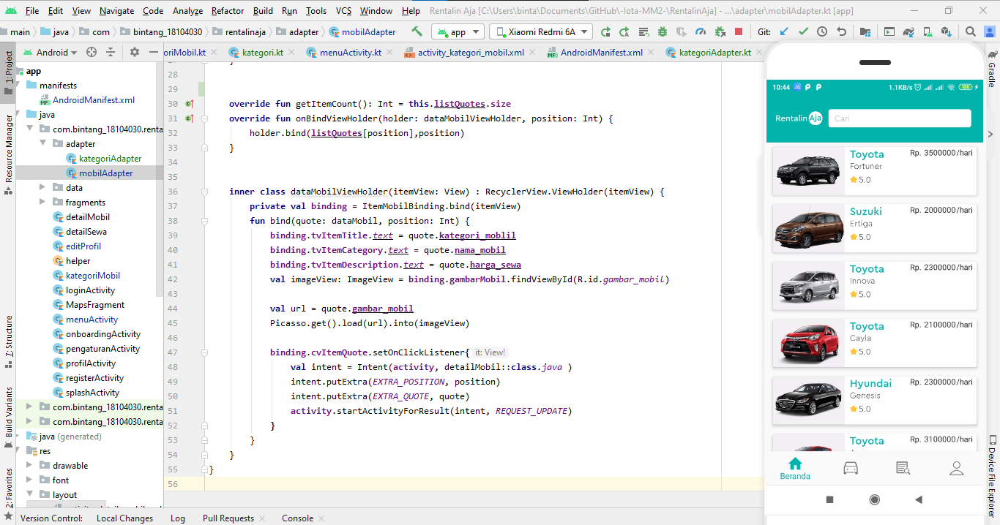 File Edit View Navigate Code Analyze Refactor Build Run Tools VCS Window Help Rentalin Aja [C:\Users\binta\Documents\GitHub\-Iota-MM2-\RentalinAja] - ...\adapter\mobilAdapter.kt [app]
main java com bintang_18104030 rentalinaja adapter mobilAdapter app Xiaomi Redmi 6A Git:
Android oriMobil.kt kategori.kt menuActivity.kt activity_kategori_mobil.xml AndroidManifest.xml kategoriAdapter.kt
1: Project
Resource Manager
7: Structure
Build Variants
2: Favorites
app
manifests
AndroidManifest.xml
java
com.bintang_18104030.renta
adapter
kategoriAdapter
mobilAdapter
data
fragments
detailMobil
detailSewa
editProfil
helper
kategoriMobil
loginActivity
MapsFragment
menuActivity
onboardingActivity
pengaturanActivity
profilActivity
registerActivity
splashActivity
com.bintang_18104030.renta
com.bintang_18104030.renta
java (generated)
res
drawable
font
layout
28
29
30 override fun getItemCount(): Int = this.listQuotes.size
31 override fun onBindViewHolder(holder: dataMobilViewHolder, position: Int) {
32 holder.bind(listQuotes[position],position)
33 }
34
35
36 inner class dataMobilViewHolder(itemView: View) : RecyclerView.ViewHolder(itemView) {
37 private val binding = ItemMobilBinding.bind(itemView)
38 fun bind(quote: dataMobil, position: Int) {
39 binding.tvItemTitle.text = quote.kategori_moblil
40 binding.tvItemCategory.text = quote.nama_mobil
41 binding.tvItemDescription.text = quote.harga_sewa
42 val imageView: ImageView = binding.gambarMobil.findViewById(R.id.gambar_mobil)
43
44 val url = quote.gambar_mobil
45 Picasso.get().load(url).into(imageView)
46
47 binding.cvItemQuote.setOnClickListener{ it: View!
48 val intent = Intent(activity, detailMobil::class.java )
49 intent.putExtra(EXTRA_POSITION, position)
50 intent.putExtra(EXTRA_QUOTE, quote)
51 activity.startActivityForResult(intent, REQUEST_UPDATE)
52 }
53 }
54 }
55 }
56
10:44 1.1KB/s 100
Rentalin Aja Cari
Toyota Rp. 3500000/hari
Fortuner
5.0
Suzuki Rp. 2000000/hari
Ertiga
5.0
Toyota Rp. 2300000/hari
Innova
5.0
Toyota Rp. 2100000/hari
Cayla
5.0
Hyundai Rp. 2300000/hari
Genesis
5.0
Toyota Rp. 3100000/hari
Beranda
Gradle
Device File Explorer
Version Control: Local Changes Log Pull Requests Console